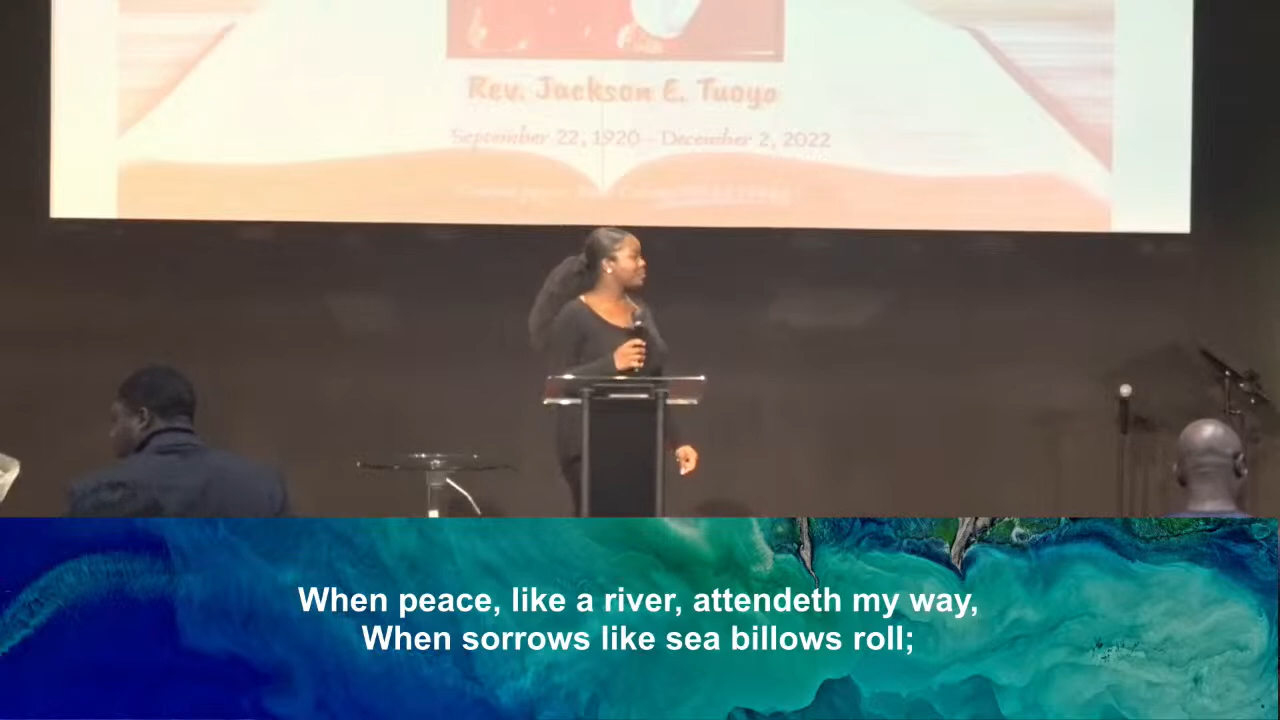 Rev. Jackson E. Tuoyo
September 22, 1920 - December 2, 2022
When peace, like a river, attendeth my way,
When sorrows like sea billows roll;